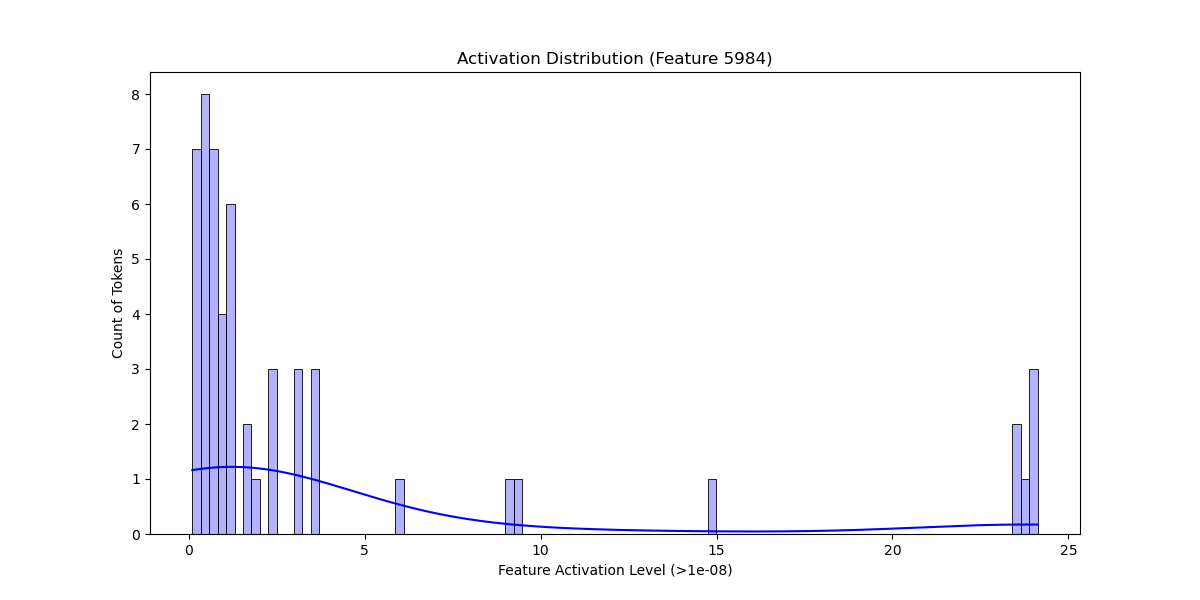 Activation Distribution (Feature 5984)
8
7
6
5
4
3
2
1
0
Count of Tokens
0 5 10 15 20 25
Feature Activation Level (>1e-08)